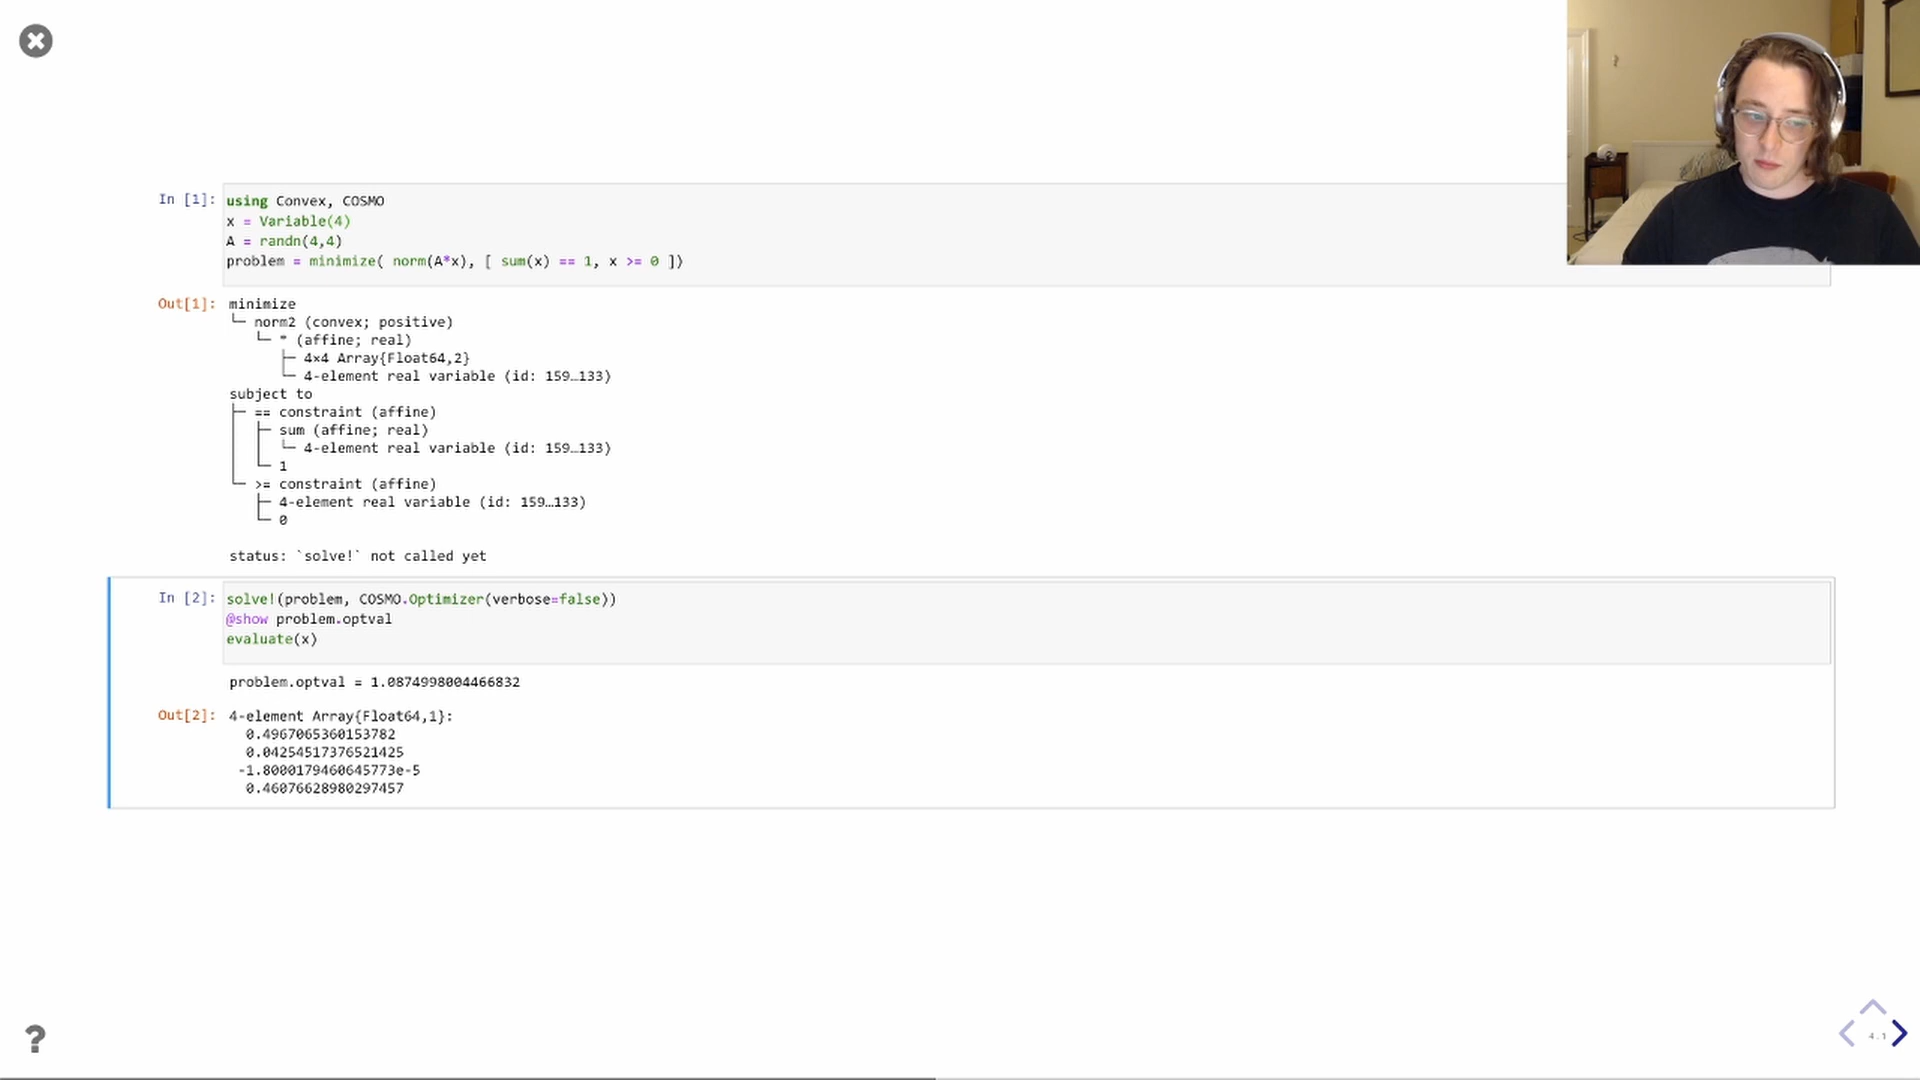 In [1]: using Convex, COSMO
x = Variable(4)
A = randn(4,4)
problem = minimize( norm(A*x), [ sum(x) == 1, x >= 0 ])
Out[1]: minimize
└─ norm2 (convex; positive)
   └─ * (affine; real)
      ├─ 4×4 Array{Float64,2}
      └─ 4-element real variable (id: 159…133)
subject to
├─ == constraint (affine)
│  ├─ sum (affine; real)
│  │  └─ 4-element real variable (id: 159…133)
│  └─ 1
└─ >= constraint (affine)
   ├─ 4-element real variable (id: 159…133)
   └─ 0
status: `solve!` not called yet
In [2]: solve!(problem, COSMO.Optimizer(verbose=false))
@show problem.optval
evaluate(x)
problem.optval = 1.0874998004466832
Out[2]: 4-element Array{Float64,1}:
0.4967065360153782
0.04254517376521425
-1.8000179460645773e-5
0.46076628980297457
?
4.1